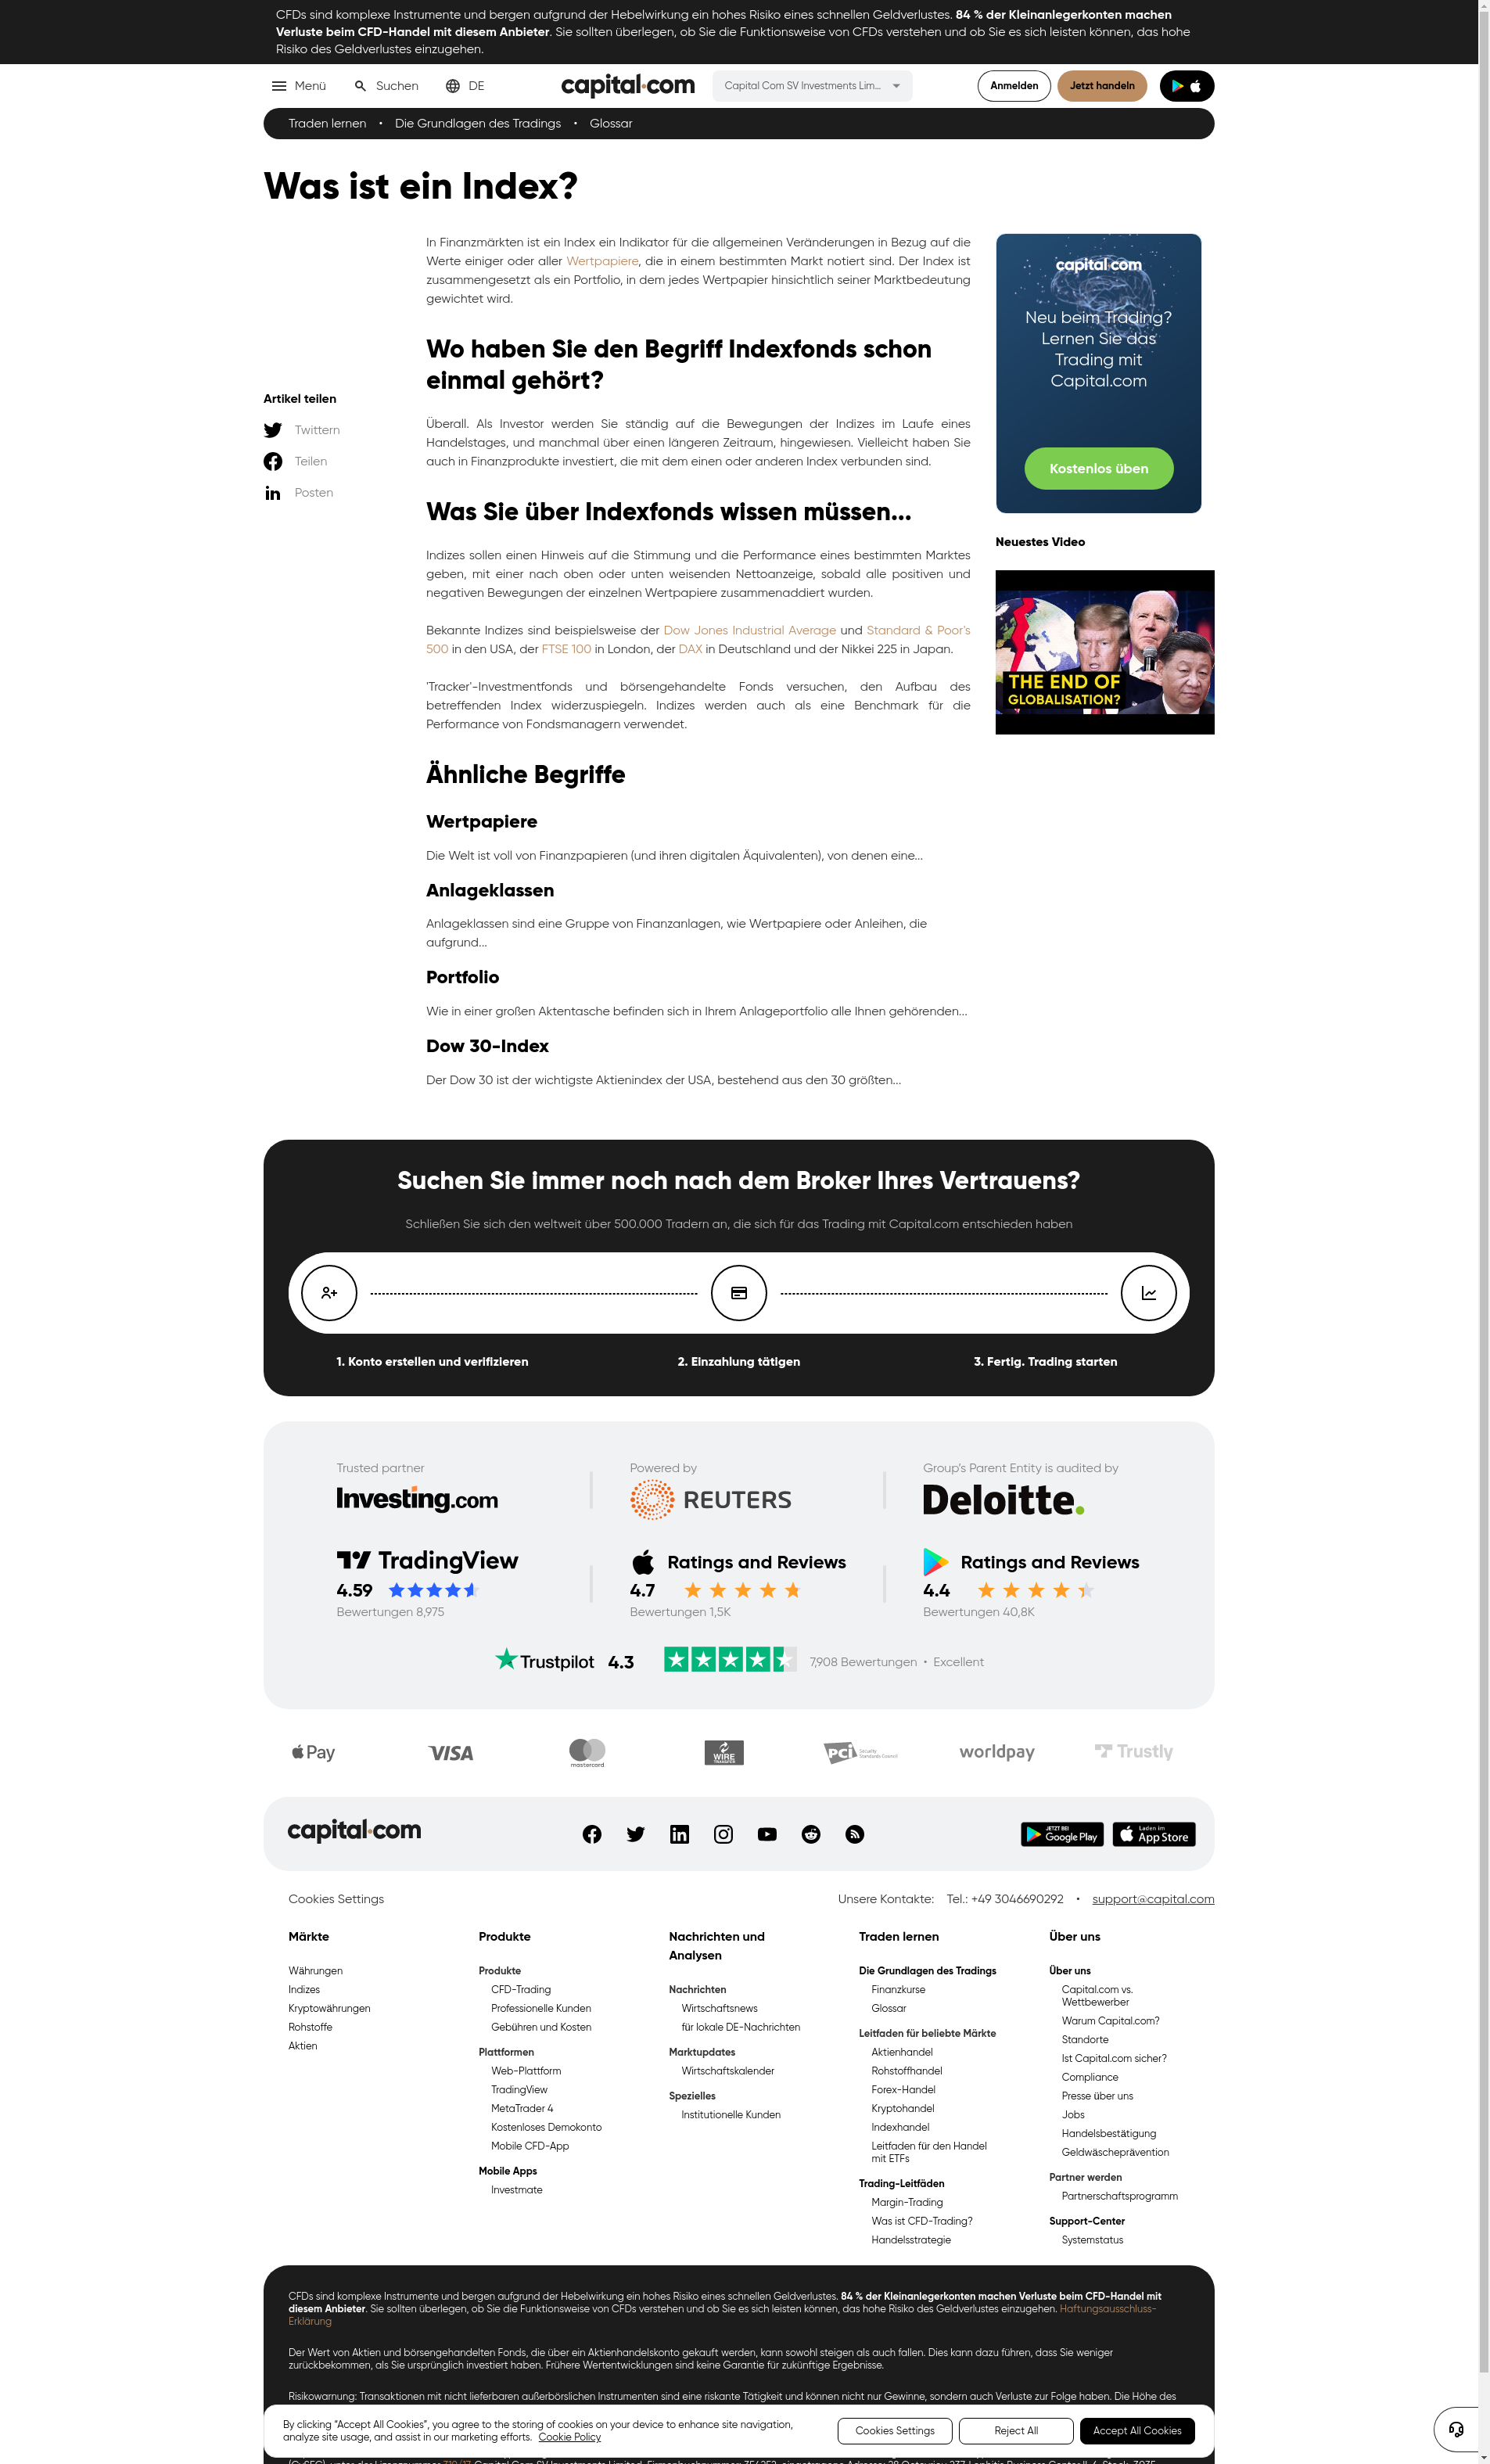 CFDs sind komplexe Instrumente und bergen aufgrund der Hebelwirkung ein hohes Risiko eines schnellen Geldverlustes. 84 % der Kleinanlegerkonten machen
Verluste beim CFD-Handel mit diesem Anbieter. Sie sollten überlegen, ob Sie die Funktionsweise von CFDs verstehen und ob Sie es sich leisten können, das hohe
Risiko des Geldverlustes einzugehen.
Menü
Suchen
DE
capital.com
Capital Com SV Investments Lim...
Anmelden
Jetzt handeln
Traden lernen • Die Grundlagen des Tradings • Glossar
Was ist ein Index?
In Finanzmärkten ist ein Index ein Indikator für die allgemeinen Veränderungen in Bezug auf die
Werte einiger oder aller Wertpapiere, die in einem bestimmten Markt notiert sind. Der Index ist
zusammengesetzt als ein Portfolio, in dem jedes Wertpapier hinsichtlich seiner Marktbedeutung
gewichtet wird.
Wo haben Sie den Begriff Indexfonds schon
einmal gehört?
Artikel teilen
Twittern
Teilen
Posten
Überall. Als Investor werden Sie ständig auf die Bewegungen der Indizes im Laufe eines
Handelstages, und manchmal über einen längeren Zeitraum, hingewiesen. Vielleicht haben Sie
auch in Finanzprodukte investiert, die mit dem einen oder anderen Index verbunden sind.
Was Sie über Indexfonds wissen müssen...
Indizes sollen einen Hinweis auf die Stimmung und die Performance eines bestimmten Marktes
geben, mit einer nach oben oder unten weisenden Nettoanzeige, sobald alle positiven und
negativen Bewegungen der einzelnen Wertpapiere zusammenaddiert wurden.
Bekannte Indizes sind beispielsweise der Dow Jones Industrial Average und Standard & Poor's
500 in den USA, der FTSE 100 in London, der DAX in Deutschland und der Nikkei 225 in Japan.
'Tracker'-Investmentfonds und börsengehandelte Fonds versuchen, den Aufbau des
betreffenden Index widerzuspiegeln. Indizes werden auch als eine Benchmark für die
Performance von Fondsmanagern verwendet.
capital.com
Neu beim Trading?
Lernen Sie das
Trading mit
Capital.com
Kostenlos üben
Neuestes Video
THE END OF
GLOBALISATION?
Ähnliche Begriffe
Wertpapiere
Die Welt ist voll von Finanzpapieren (und ihren digitalen Äquivalenten), von denen eine...
Anlageklassen
Anlageklassen sind eine Gruppe von Finanzanlagen, wie Wertpapiere oder Anleihen, die
aufgrund...
Portfolio
Wie in einer großen Aktentasche befinden sich in Ihrem Anlageportfolio alle Ihnen gehörenden...
Dow 30-Index
Der Dow 30 ist der wichtigste Aktienindex der USA, bestehend aus den 30 größten...
Suchen Sie immer noch nach dem Broker Ihres Vertrauens?
Schließen Sie sich den weltweit über 500.000 Tradern an, die sich für das Trading mit Capital.com entschieden haben
1. Konto erstellen und verifizieren
2. Einzahlung tätigen
3. Fertig. Trading starten
Trusted partner
Investing.com
Powered by
REUTERS
Group's Parent Entity is audited by
Deloitte.
TradingView
4.59
Bewertungen 8,975
Ratings and Reviews
4.7
Bewertungen 1,5K
Ratings and Reviews
4.4
Bewertungen 40,8K
Trustpilot 4.3
7,908 Bewertungen • Excellent
Pay
VISA
mastercard
WIRE
TRANSFER
PCI Security
Standards Council
worldpay
Trustly
capital.com
JETZT BEI
Google Play
Laden im
App Store
Cookies Settings
Unsere Kontakte: Tel.: +49 3046690292 • support@capital.com
Märkte
Währungen
Indizes
Kryptowährungen
Rohstoffe
Aktien
Produkte
Produkte
CFD-Trading
Professionelle Kunden
Gebühren und Kosten
Plattformen
Web-Plattform
TradingView
MetaTrader 4
Kostenloses Demokonto
Mobile CFD-App
Mobile Apps
Investmate
Nachrichten und
Analysen
Nachrichten
Wirtschaftsnews
für lokale DE-Nachrichten
Marktupdates
Wirtschaftskalender
Spezielles
Institutionelle Kunden
Traden lernen
Die Grundlagen des Tradings
Finanzkurse
Glossar
Leitfaden für beliebte Märkte
Aktienhandel
Rohstoffhandel
Forex-Handel
Kryptohandel
Indexhandel
Leitfaden für den Handel
mit ETFs
Trading-Leitfäden
Margin-Trading
Was ist CFD-Trading?
Handelsstrategie
Über uns
Über uns
Capital.com vs.
Wettbewerber
Warum Capital.com?
Standorte
Ist Capital.com sicher?
Compliance
Presse über uns
Jobs
Handelsbestätigung
Geldwäscheprävention
Partner werden
Partnerschaftsprogramm
Support-Center
Systemstatus
CFDs sind komplexe Instrumente und bergen aufgrund der Hebelwirkung ein hohes Risiko eines schnellen Geldverlustes. 84 % der Kleinanlegerkonten machen Verluste beim CFD-Handel mit
diesem Anbieter. Sie sollten überlegen, ob Sie die Funktionsweise von CFDs verstehen und ob Sie es sich leisten können, das hohe Risiko des Geldverlustes einzugehen. Haftungsausschluss-
Erklärung
Der Wert von Aktien und börsengehandelten Fonds, die über ein Aktienhandelskonto gekauft werden, kann sowohl steigen als auch fallen. Dies kann dazu führen, dass Sie weniger
zurückbekommen, als Sie ursprünglich investiert haben. Frühere Wertentwicklungen sind keine Garantie für zukünftige Ergebnisse.
Risikowarnung: Transaktionen mit nicht lieferbaren außerbörslichen Instrumenten sind eine riskante Tätigkeit und können nicht nur Gewinne, sondern auch Verluste zur Folge haben. Die Höhe des
By clicking “Accept All Cookies”, you agree to the storing of cookies on your device to enhance site navigation,
analyze site usage, and assist in our marketing efforts. Cookie Policy
Cookies Settings
Reject All
Accept All Cookies